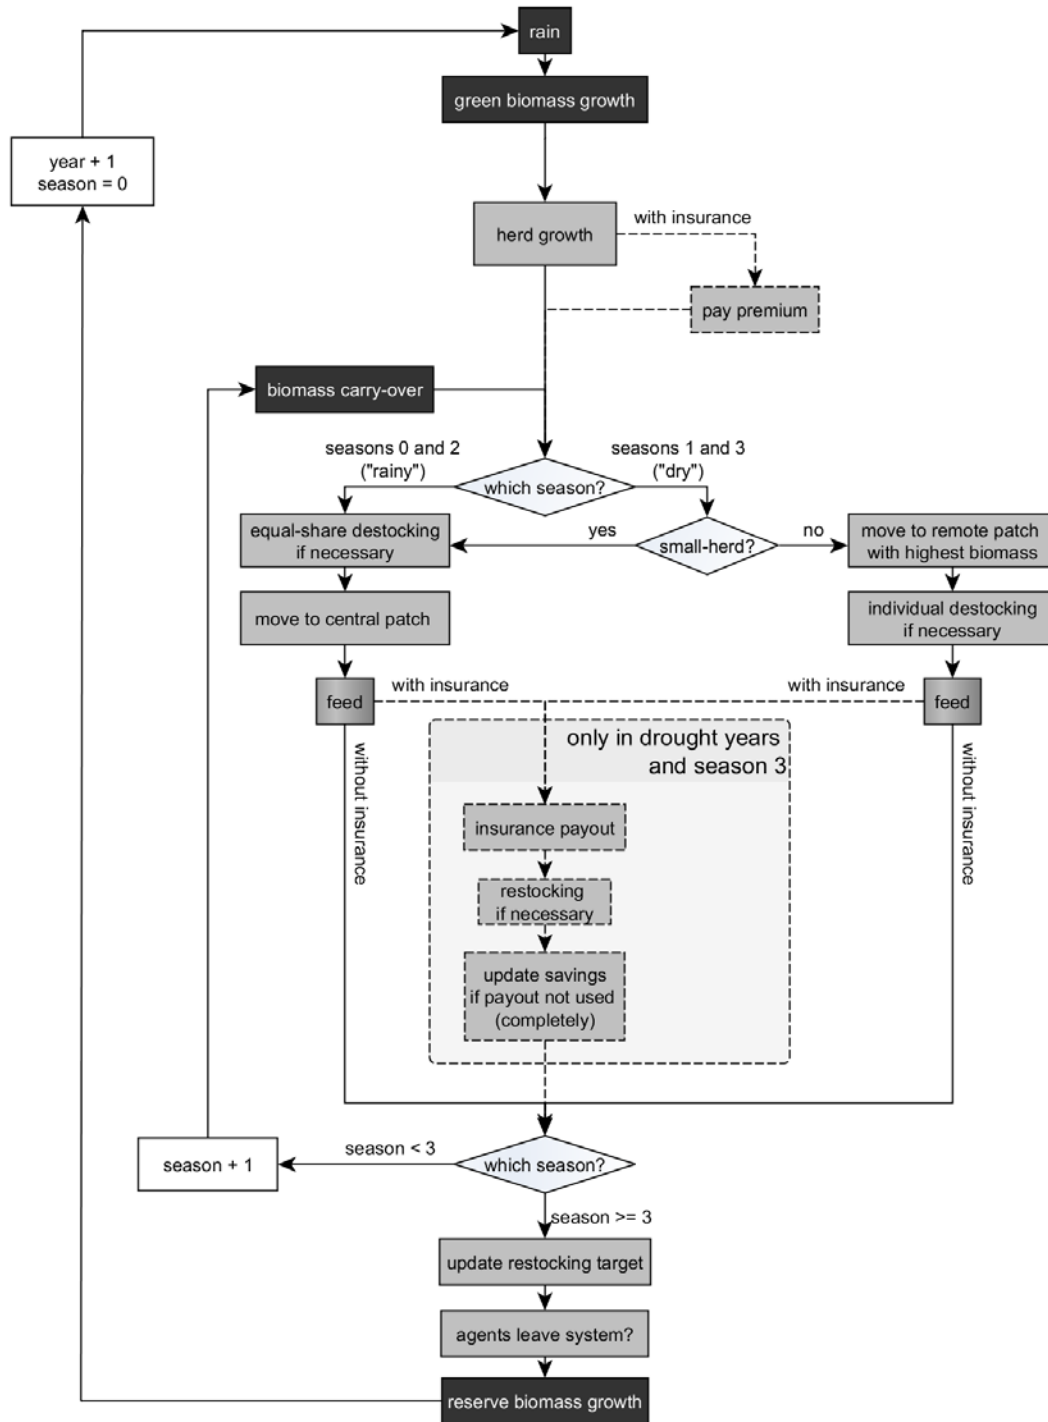 rain
green biomass growth
year + 1
season = 0
herd growth
with insurance
pay premium
biomass carry-over
seasons 0 and 2
("rainy")
seasons 1 and 3
("dry")
which season?
equal-share destocking
if necessary
yes
small-herd?
no
move to remote patch
with highest biomass
move to central patch
individual destocking
if necessary
feed
with insurance
with insurance
feed
without insurance
only in drought years
and season 3
without insurance
insurance payout
restocking
if necessary
update savings
if payout not used
(completely)
season + 1
season < 3
which season?
season >= 3
update restocking target
agents leave system?
reserve biomass growth